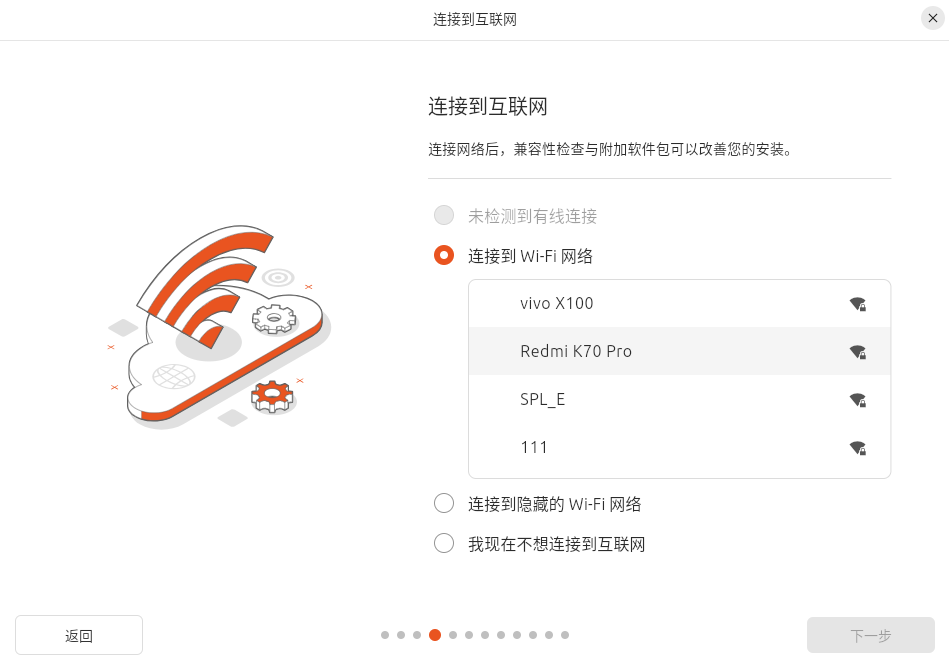 连接到互联网
连接到互联网
连接网络后，兼容性检查与附加软件包可以改善您的安装。
未检测到有线连接
连接到 Wi-Fi 网络
vivo X100
Redmi K70 Pro
SPL_E
111
连接到隐藏的 Wi-Fi 网络
我现在不想连接到互联网
返回
下一步